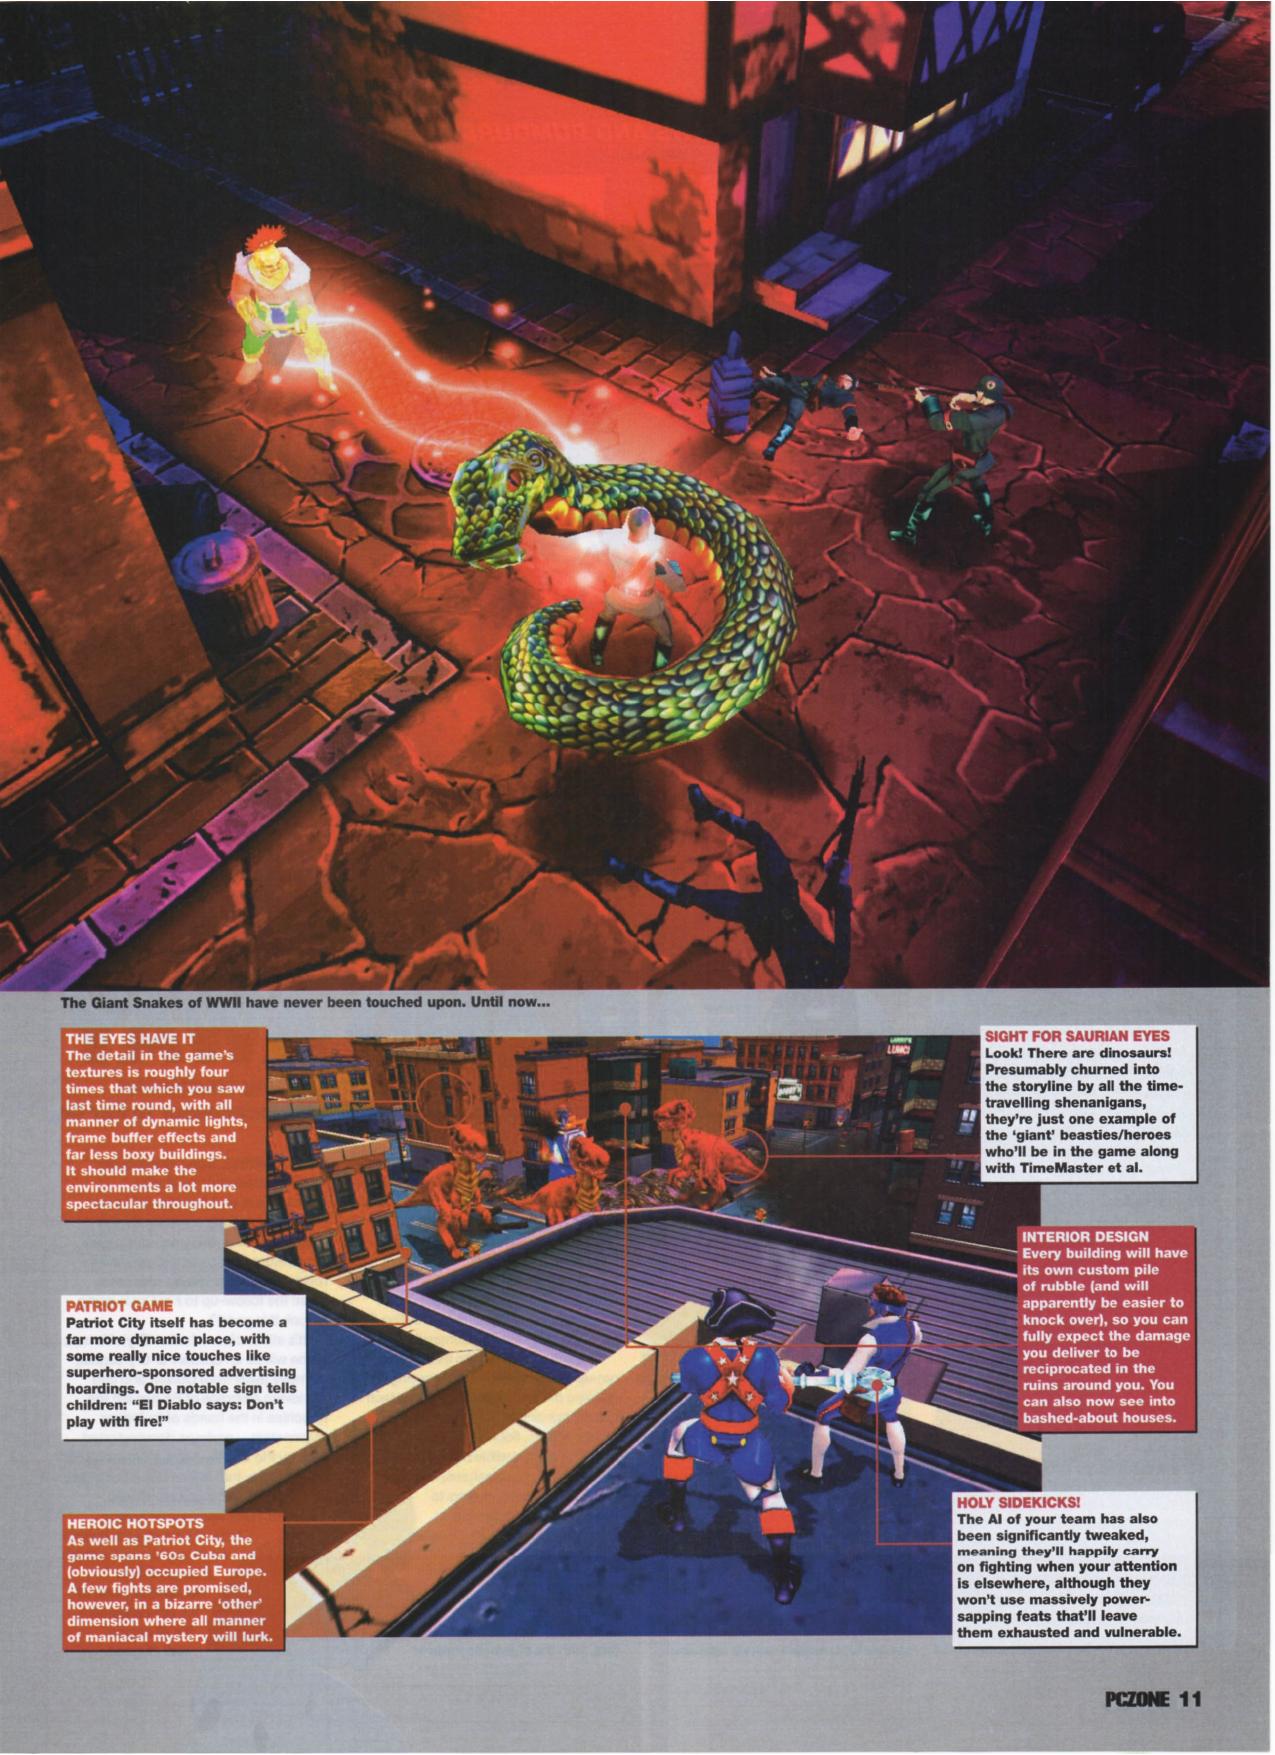 The Giant Snakes of WWII have never been touched upon. Until now...
THE EYES HAVE IT
The detail in the game's
textures is roughly four
times that which you saw
last time round, with all
manner of dynamic lights,
frame buffer effects and
far less boxy buildings.
It should make the
environments a lot more
spectacular throughout.
PATRIOT GAME
Patriot City itself has become a
far more dynamic place, with
some really nice touches like
superhero-sponsored advertising
hoardings. One notable sign tells
children: “El Diablo says: Don't
play with fire!”
HEROIC HOTSPOTS
As well as Patriot City, the
game spans '60s Cuba and
(obviously) occupied Europe.
A few fights are promised,
however, in a bizarre ‘other’
dimension where all manner
of maniacal mystery will lurk.
SIGHT FOR SAURIAN EYES
Look! There are dinosaurs!
Presumably churned into
the storyline by all the time-
travelling shenanigans,
they're just one example of
the ‘giant’ beasties/heroes
who'll be in the game along
with TimeMaster et al.
INTERIOR DESIGN
Every building will have
its own custom pile
of rubble (and will
apparently be easier to
knock over), so you can
fully expect the damage
you deliver to be
reciprocated in the
ruins around you. You
can also now see into
bashed-about houses.
HOLY SIDEKICKS!
The AI of your team has also
been significantly tweaked,
meaning they'll happily carry
on fighting when your attention
is elsewhere, although they
won't use massively power-
sapping feats that'll leave
them exhausted and vulnerable.
PCZONE 11